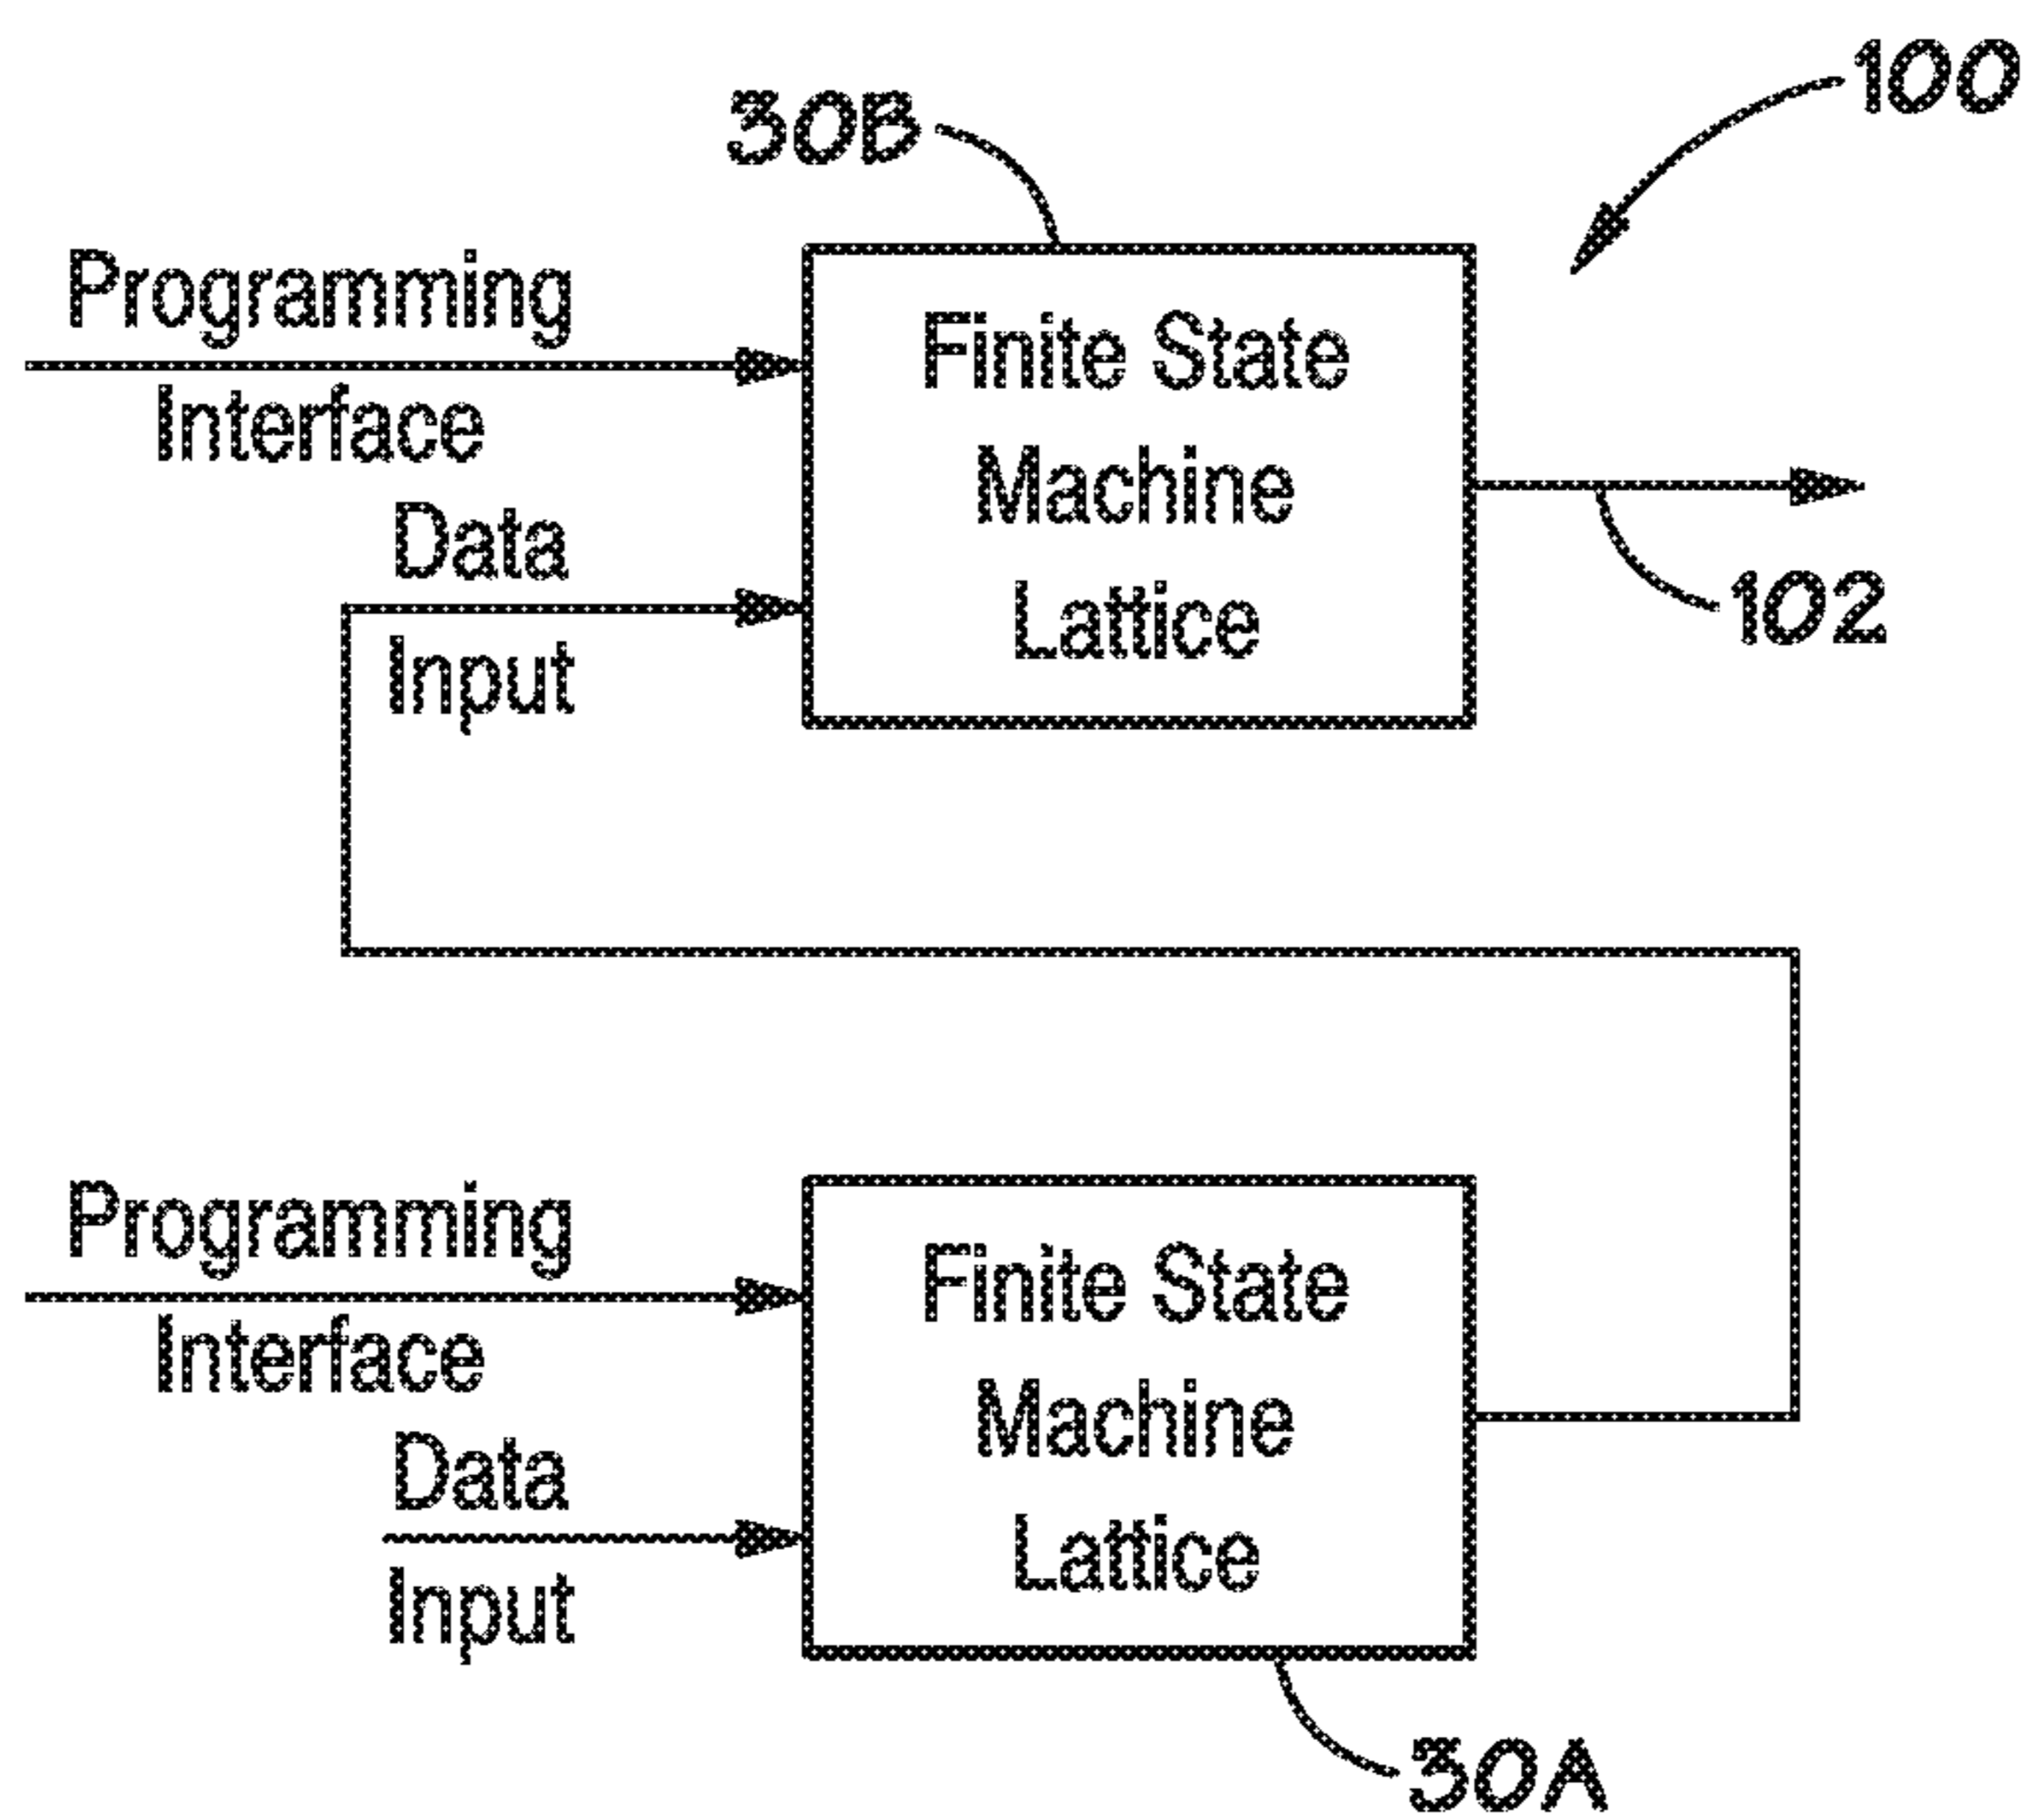 100
30B
Programming
Interface
Finite State
Machine
Lattice
Data
Input
102
Programming
Interface
Finite State
Machine
Lattice
Data
Input
30A